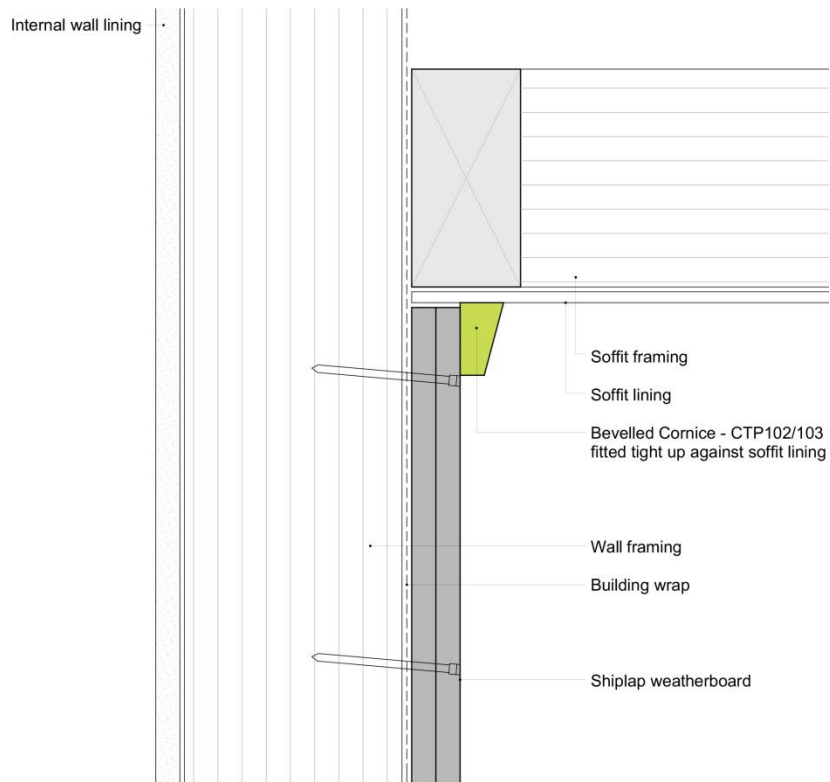 Internal wall lining
Soffit framing
Soffit lining
Bevelled Cornice - CTP102/103
fitted tight up against soffit lining
Wall framing
Building wrap
Shiplap weatherboard